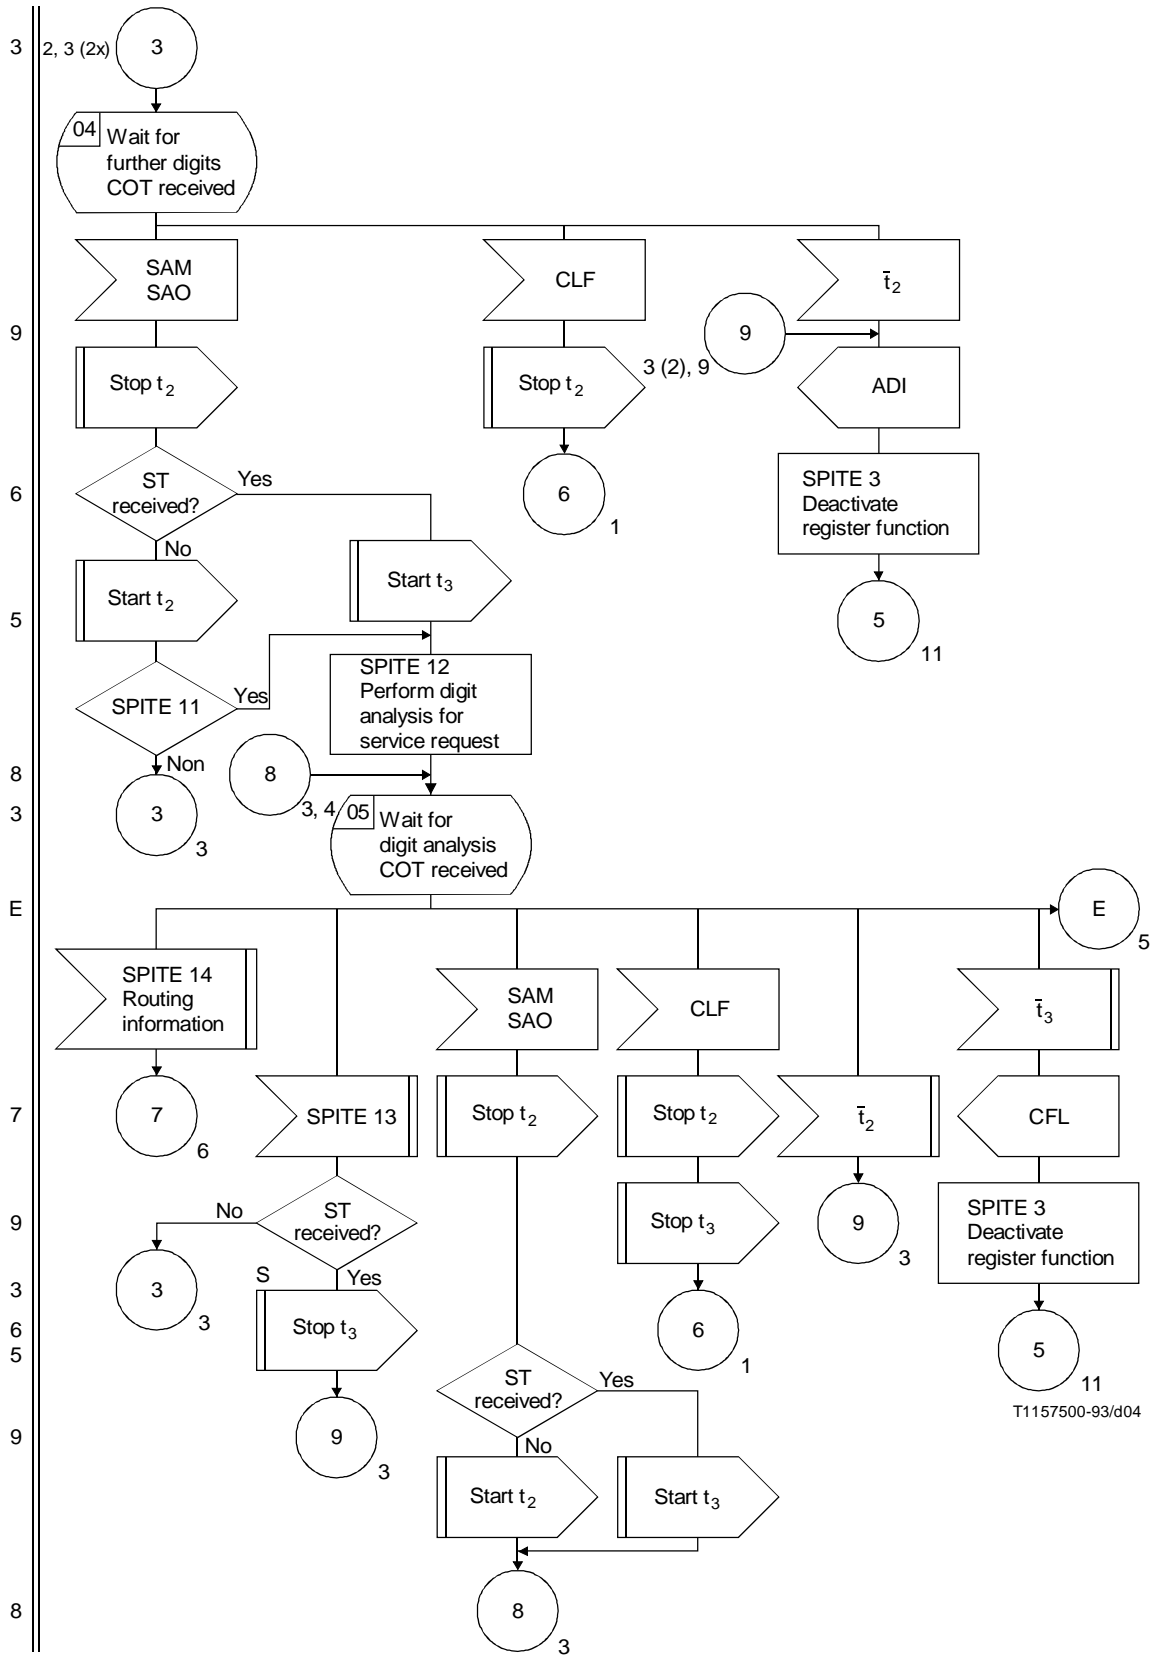 3
2, 3 (2x)
3
04
Wait for
further digits
COT received
SAM
SAO
CLF
t̄2
9
9
Stop t2
Stop t2
3 (2), 9
ADI
6
ST
received?
Yes
No
6
1
SPITE 3
Deactivate
register function
Start t2
Start t3
5
5
11
SPITE 11
Yes
Non
SPITE 12
Perform digit
analysis for
service request
8
8
3, 4
3
3
3
05
Wait for
digit analysis
COT received
E
E
5
SPITE 14
Routing
information
SAM
SAO
CLF
t̄3
7
7
6
SPITE 13
Stop t2
Stop t2
t̄2
CFL
9
No
ST
received?
Yes
Stop t3
9
3
SPITE 3
Deactivate
register function
3
3
3
S
Stop t3
6
6
1
5
5
11
T1157500-93/d04
ST
received?
Yes
No
9
9
3
Start t2
Start t3
8
8
3